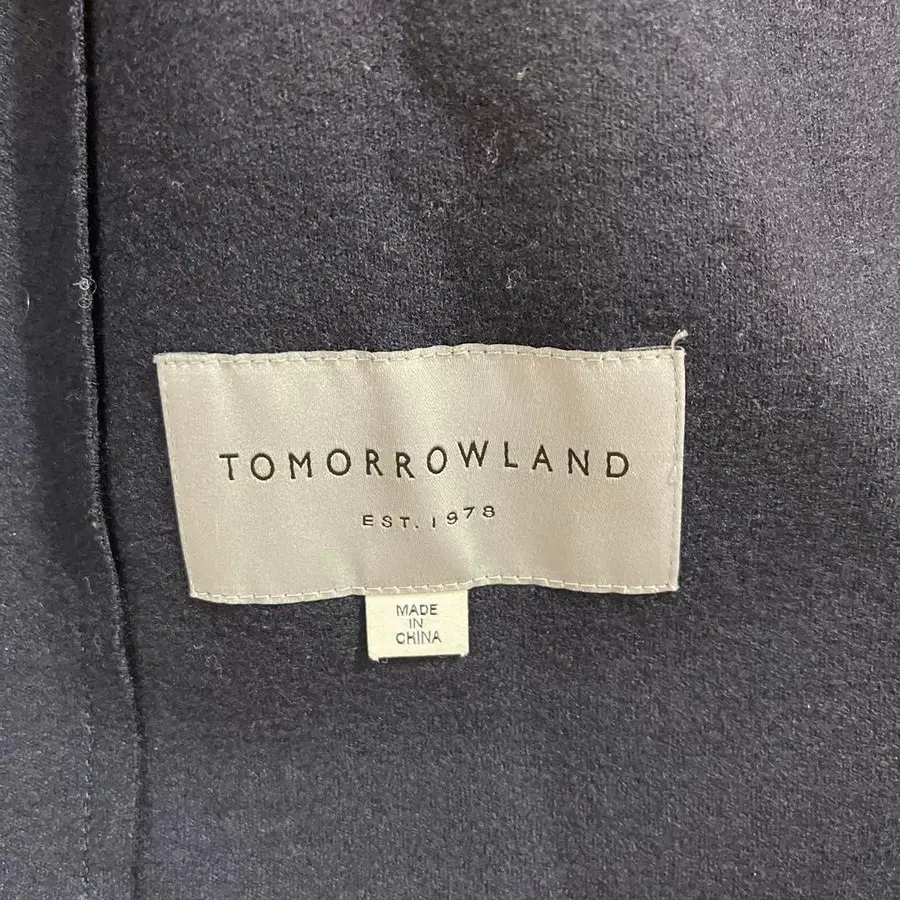 TOMORROWLAND
EST. 1978
MADE
IN
CHINA